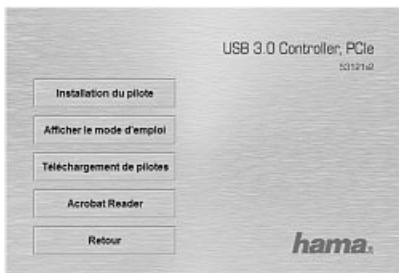 USB 3.0 Controller, PCIe
53121v2
Installation du pilote
Afficher le mode d'emploi
Téléchargement de pilotes
Acrobat Reader
Retour
hama.